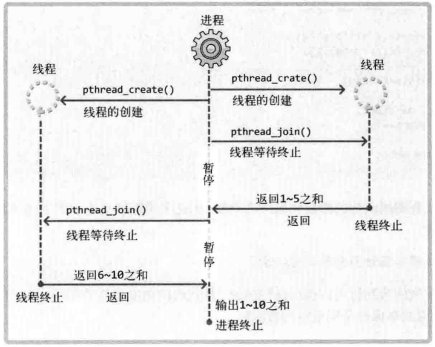 进程
线程
线程
pthread_create()
线程的创建
pthread_crate()
线程的创建
pthread_join()
线程等待终止
暂停
返回1~5之和
返回
线程终止
pthread_join()
线程等待终止
暂停
返回6~10之和
返回
线程终止
输出1~10之和
进程终止